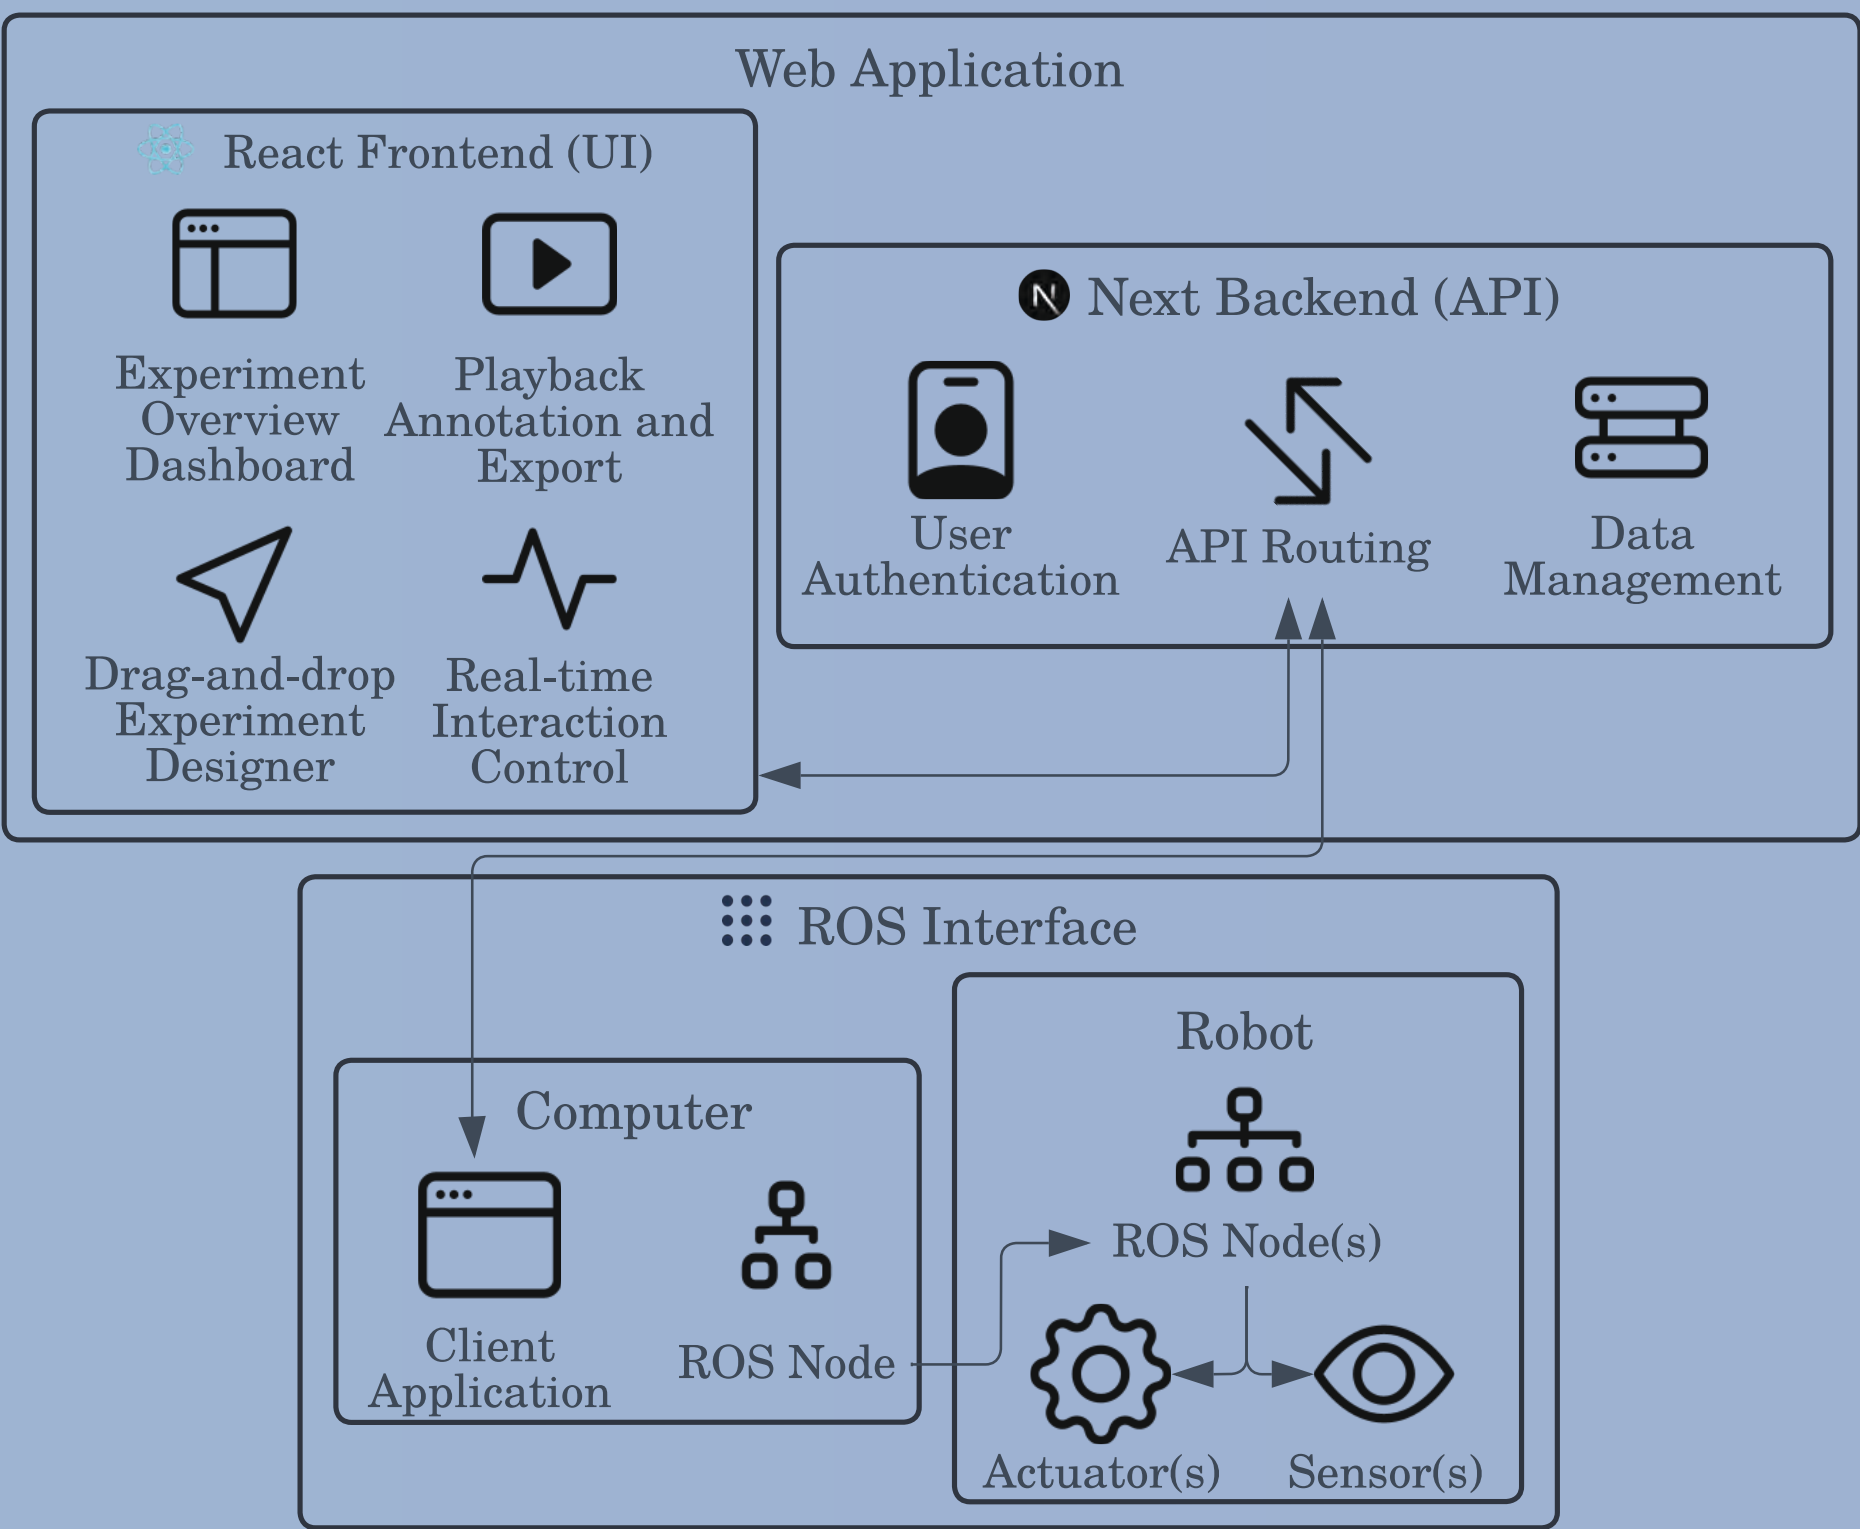 Web Application
React Frontend (UI)
Experiment
Overview
Dashboard
Playback
Annotation and
Export
Drag-and-drop
Experiment
Designer
Real-time
Interaction
Control
N
Next Backend (API)
User
Authentication
API Routing
Data
Management
ROS Interface
Computer
Client
Application
ROS Node
Robot
ROS Node(s)
Actuator(s)
Sensor(s)